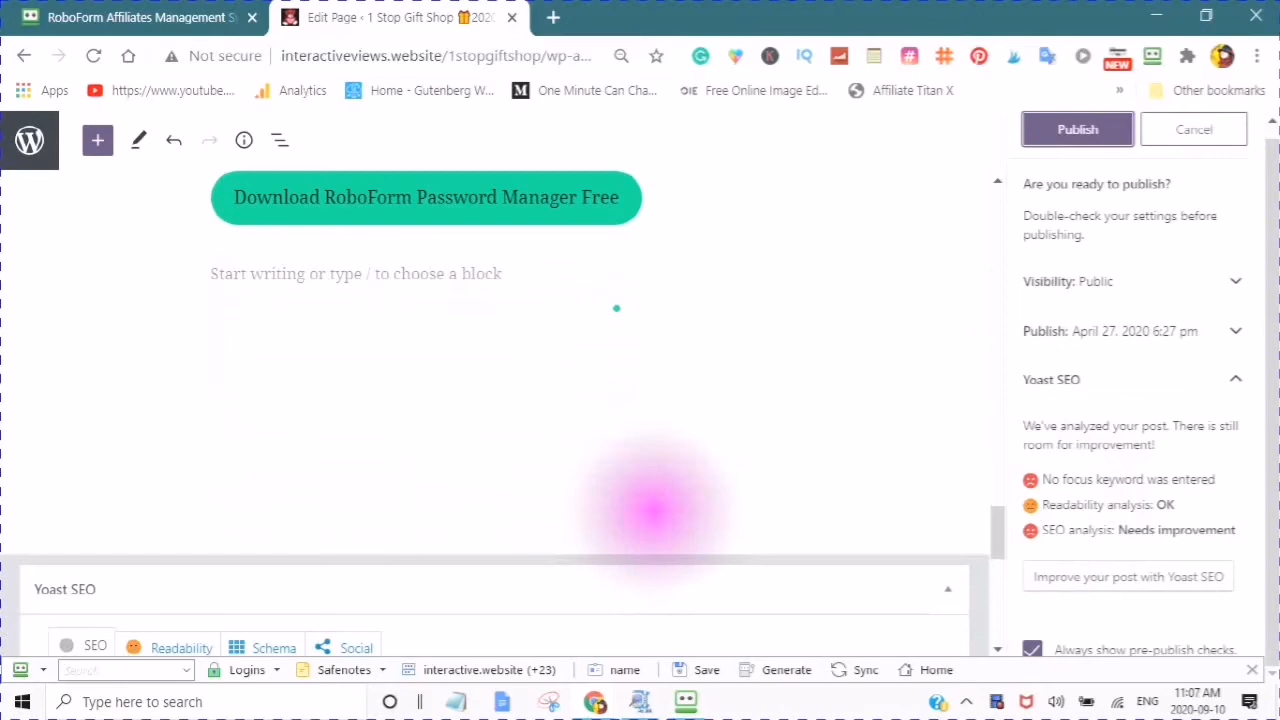 RoboForm Affiliates Management S
Edit Page ‹ 1 Stop Gift Shop 🎁2020
Not secure
interactiveviews.website/1stopgiftshop/wp-a...
NEW
Apps
https://www.youtube....
Analytics
Home - Gutenberg W...
One Minute Can Cha...
Free Online Image Ed...
Affiliate Titan X
»
Other bookmarks
Publish
Cancel
Download RoboForm Password Manager Free
Start writing or type / to choose a block
Are you ready to publish?
Double-check your settings before
publishing.
Visibility: Public
Publish: April 27, 2020 6:27 pm
Yoast SEO
We've analyzed your post. There is still
room for improvement!
No focus keyword was entered
Readability analysis: OK
SEO analysis: Needs improvement
Improve your post with Yoast SEO
Always show pre-publish checks.
Yoast SEO
SEO
Readability
Schema
Social
Search
Logins
Safenotes
interactive.website (+23)
name
Save
Generate
Sync
Home
Type here to search
ENG
11:07 AM
2020-09-10